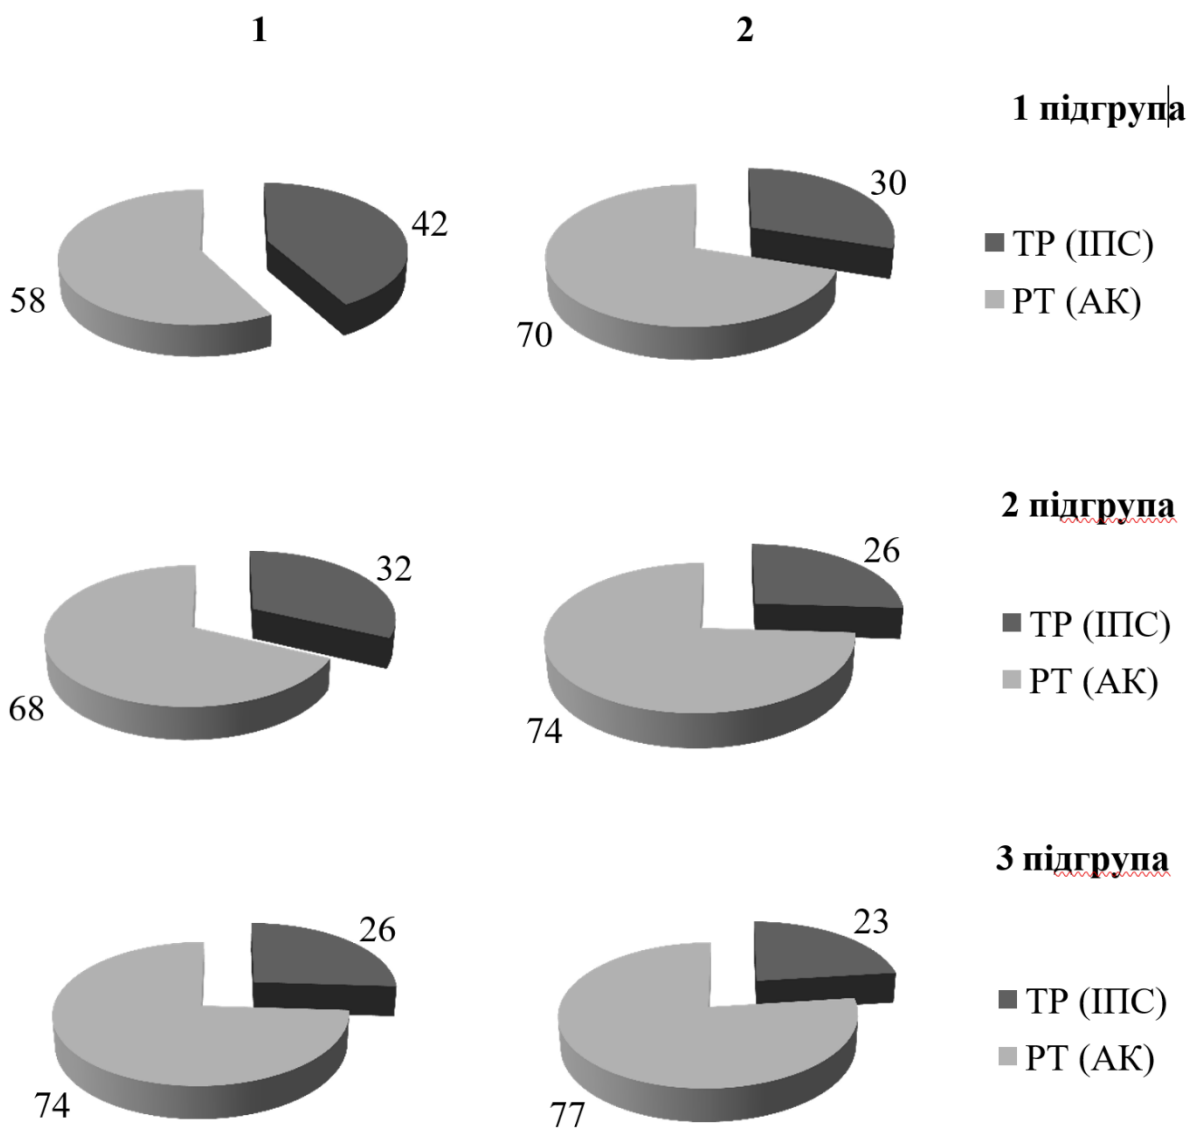 1
2
1 підгрупа
42
30
58
70
ТР (ІПС)
РТ (АК)
2 підгрупа
32
26
68
74
ТР (ІПС)
РТ (АК)
3 підгрупа
26
23
74
77
ТР (ІПС)
РТ (АК)